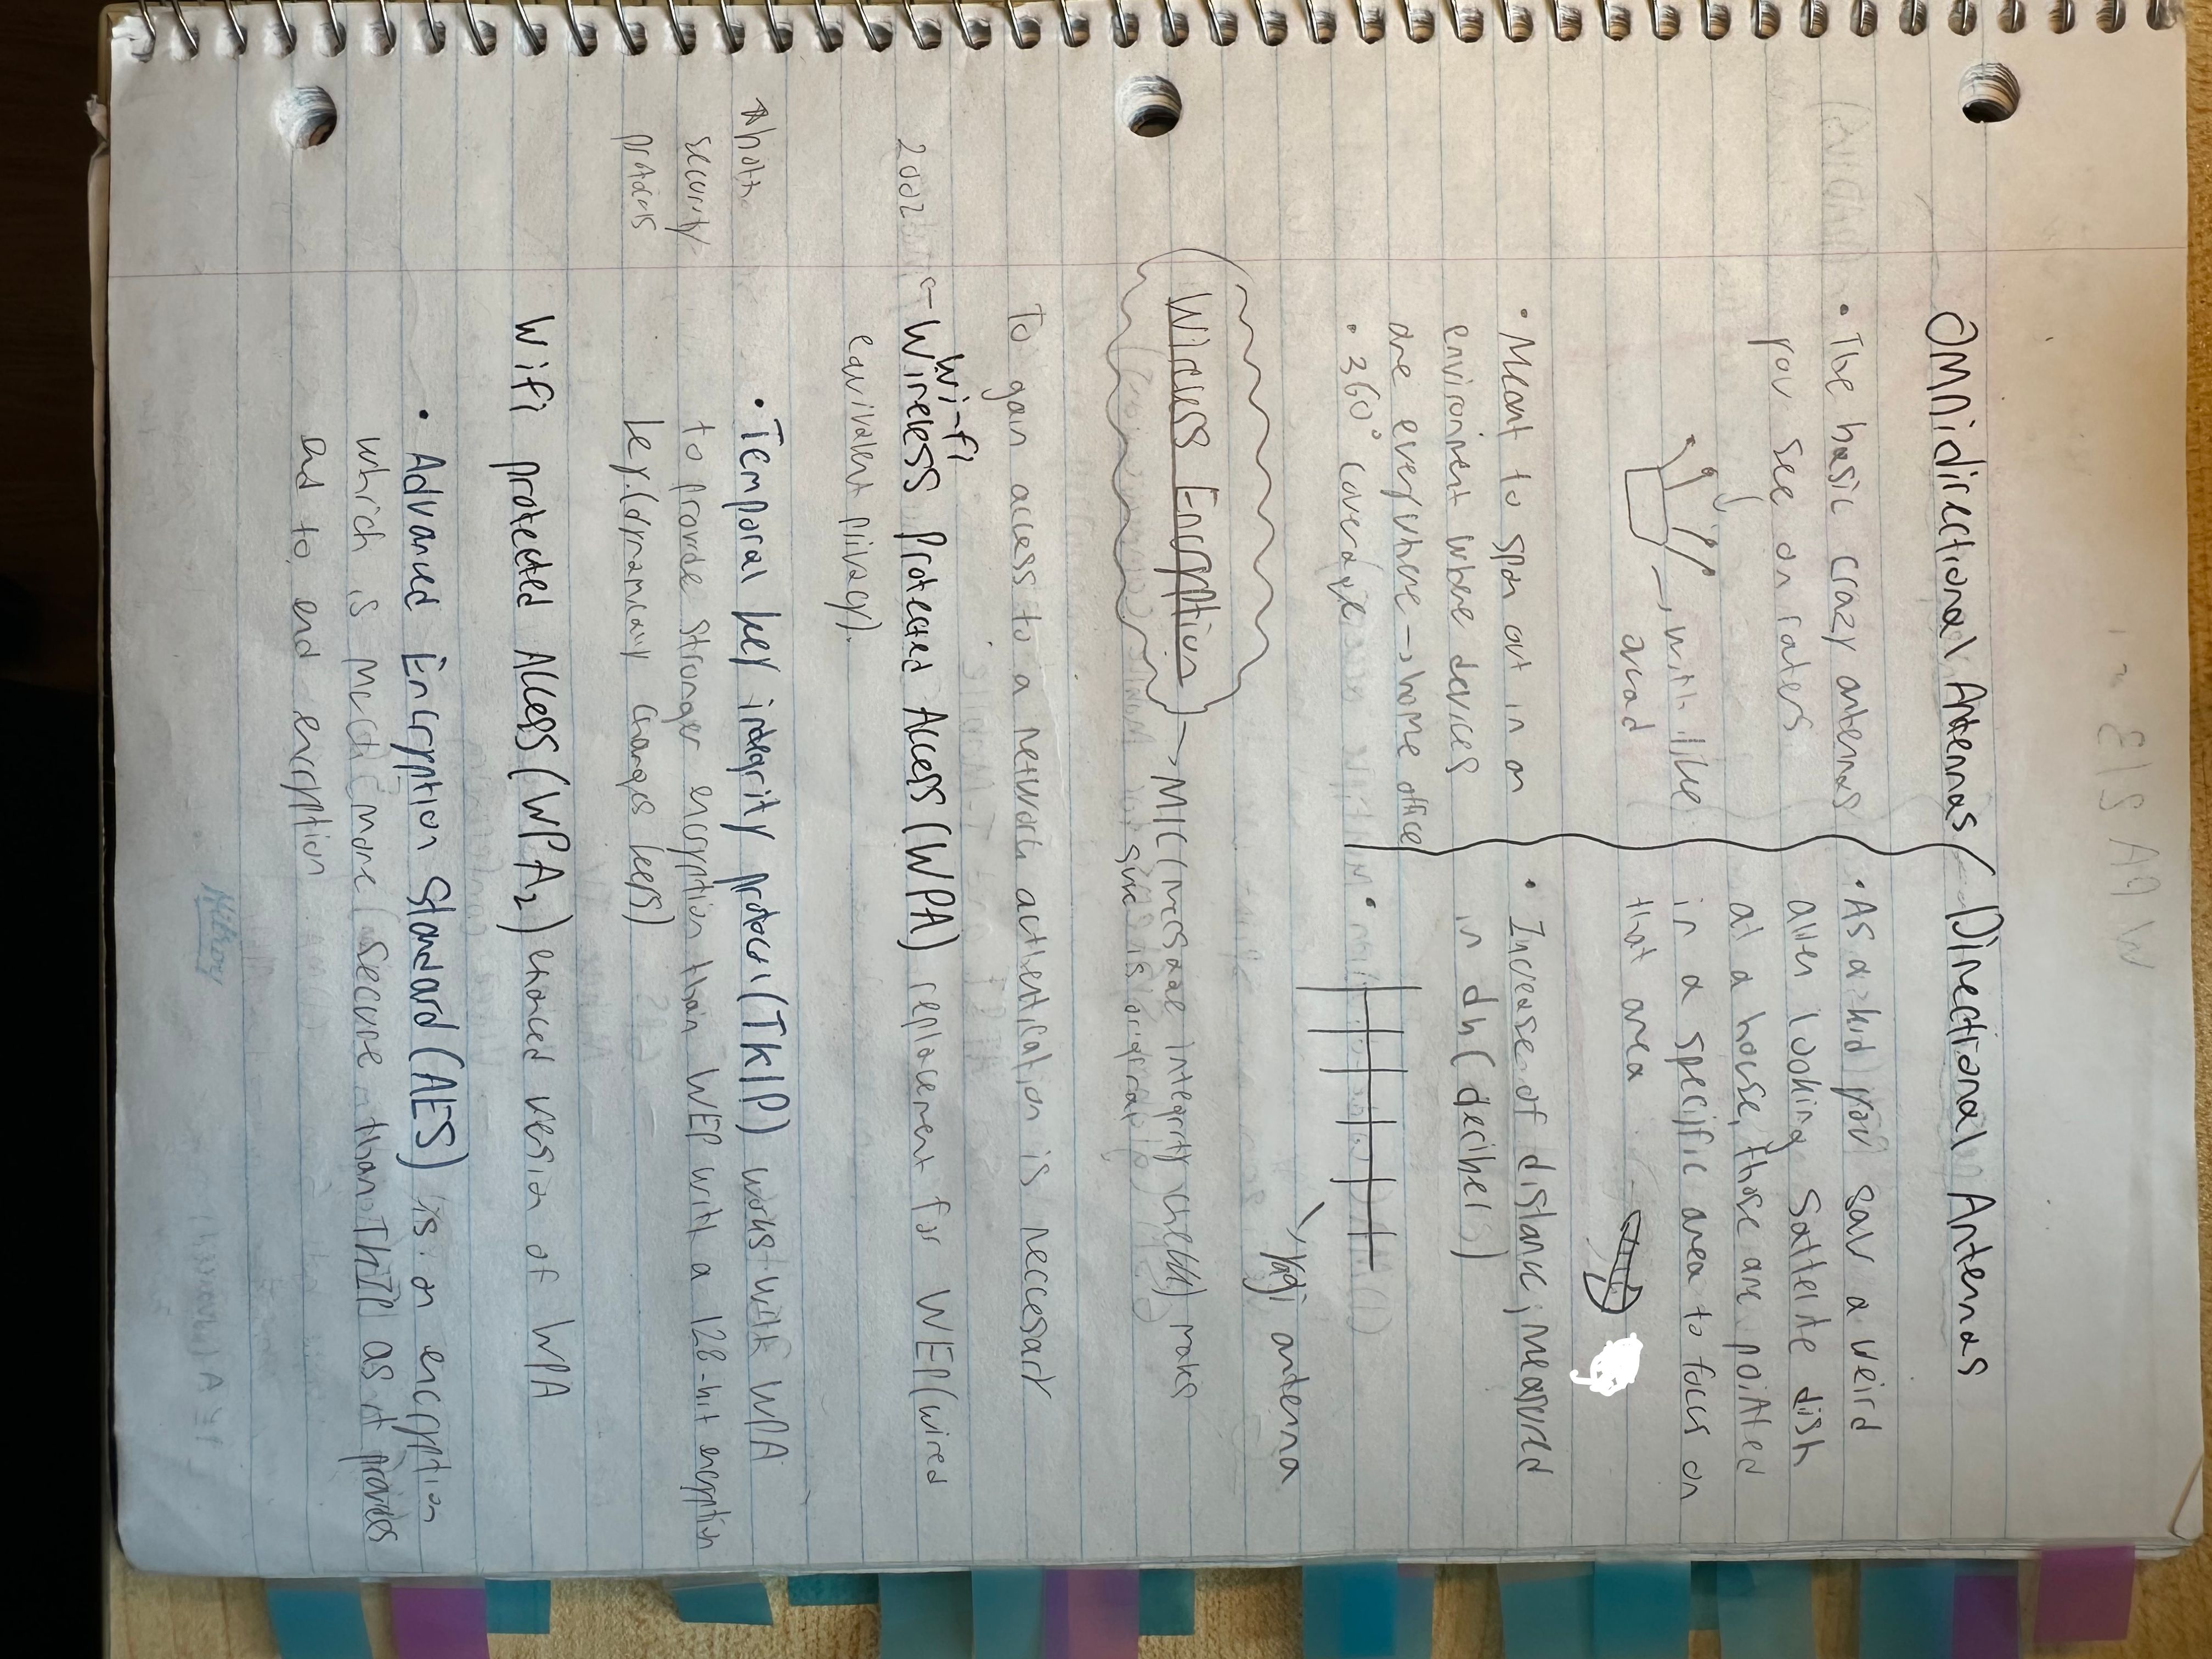 Omnidirectional Antennas
• The basic crazy antennas
you see on roters
→ with like
acad
• Meant to span out in an
environment where devices
are everywhere → home office
• 360° coverage
Directional Antennas
• As a kid you saw a weird
alien looking Sattelite dish
at a house, those are pointed
in a specific area to focus on
that area
• Increase of distance; measured
in db (decibel)
•
Yagi antenna
Wireless Encryption → MIC (message integrity check) make
sure is original
To gain access to a network authentication is neccesary
Wi-fi
2002 ← Wireless Protected Access (WPA) replacement for WEP (wired
equivalent privacy).
• Temporal key integrity protocol (TKIP) works with WPA
to provide stronger encryption than WEP with a 128-bit encryption
key. (dynamically changes keys)
both
security
protocols
Wifi protected Access (WPA2) enhaced vesion of WPA
• Advanced Encryption Standard (AES) is an encryption
which is much more secure than TKIP as it provides
end to end encryption
Hilroy